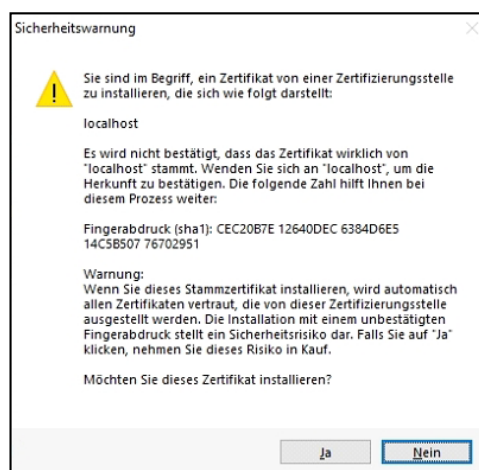 Sicherheitswarnung
Sie sind im Begriff, ein Zertifikat von einer Zertifizierungsstelle
zu installieren, die sich wie folgt darstellt:
localhost
Es wird nicht bestätigt, dass das Zertifikat wirklich von
"localhost" stammt. Wenden Sie sich an "localhost", um die
Herkunft zu bestätigen. Die folgende Zahl hilft Ihnen bei
diesem Prozess weiter:
Fingerabdruck (sha1): CEC20B7E 12640DEC 6384D6E5
14C5B507 76702951
Warnung:
Wenn Sie dieses Stammzertifikat installieren, wird automatisch
allen Zertifikaten vertraut, die von dieser Zertifizierungsstelle
ausgestellt werden. Die Installation mit einem unbestätigten
Fingerabdruck stellt ein Sicherheitsrisiko dar. Falls Sie auf "Ja"
klicken, nehmen Sie dieses Risiko in Kauf.
Möchten Sie dieses Zertifikat installieren?
Ja Nein